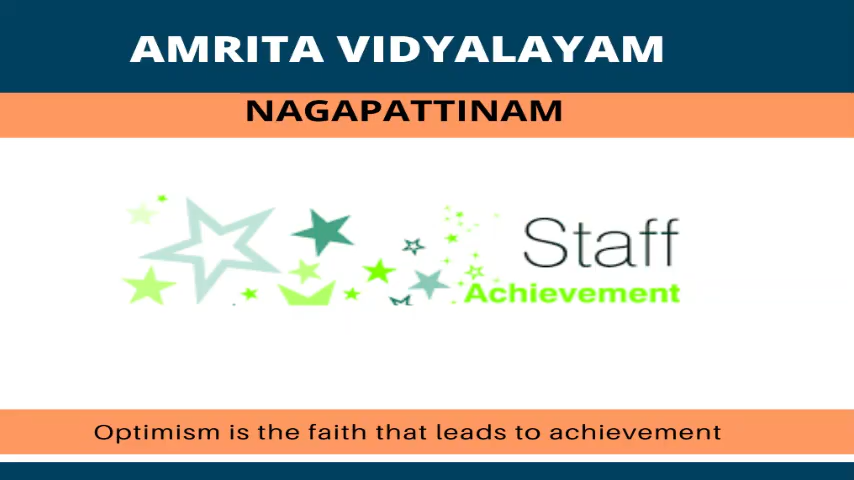 AMRITA VIDYALAYAM
NAGAPATTINAM
Staff
Achievement
Optimism is the faith that leads to achievement